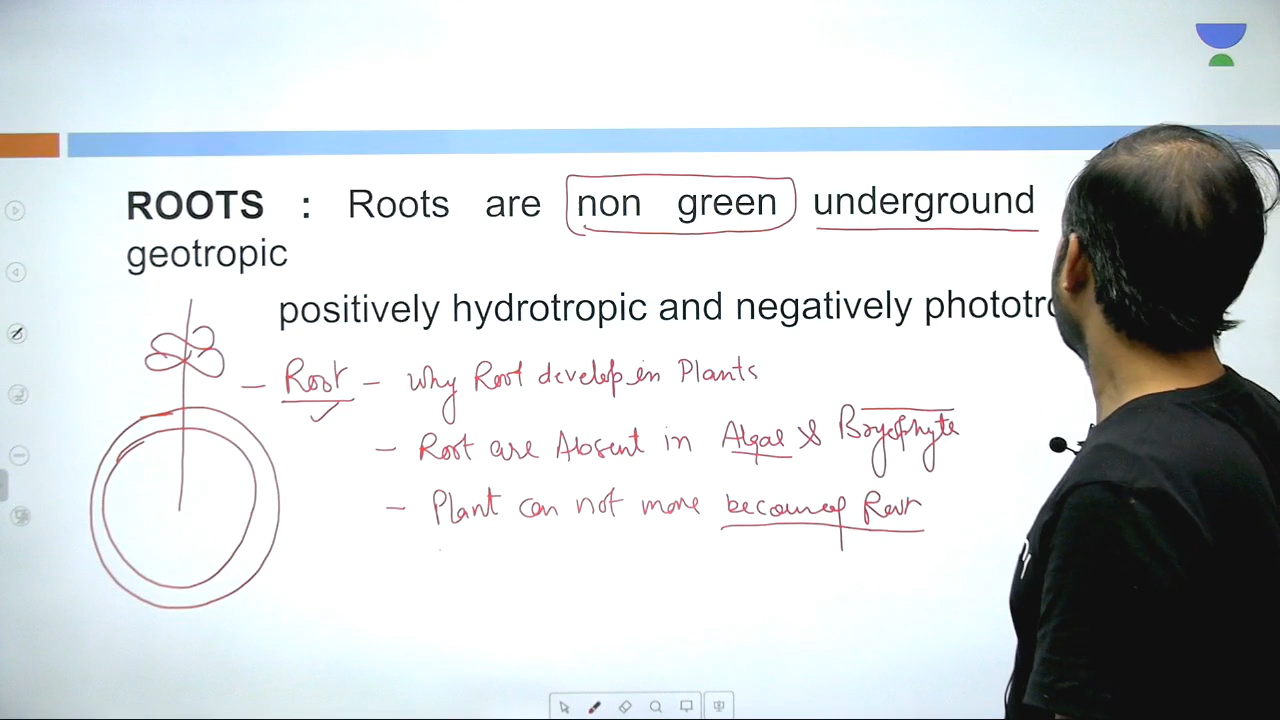 ROOTS : Roots are non green underground
geotropic
positively hydrotropic and negatively phototro
- Root - why Root develop in Plants
- Root are Absent in Algae & Bryophyte
- Plant can not move because of Root